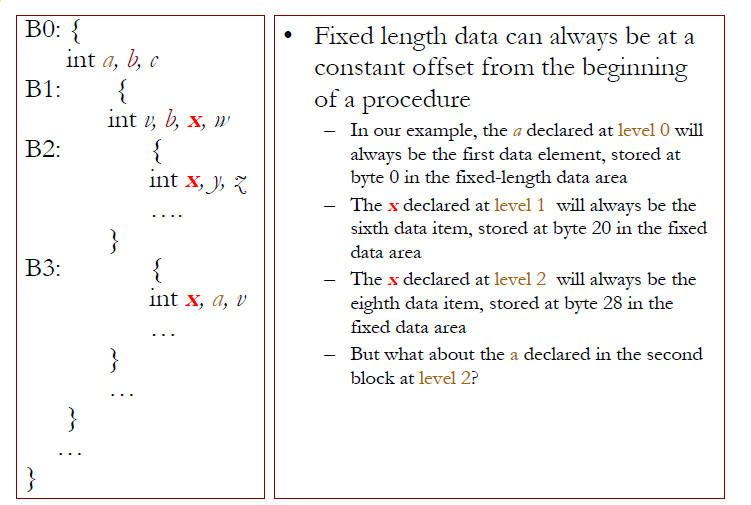 B0: {
int a, b, c
B1: {
int v, b, x, w
B2: {
int x, y, z
....
}
B3: {
int x, a, v
...
}
...
}
...
}
• Fixed length data can always be at a
constant offset from the beginning
of a procedure
– In our example, the a declared at level 0 will
always be the first data element, stored at
byte 0 in the fixed-length data area
– The x declared at level 1 will always be the
sixth data item, stored at byte 20 in the fixed
data area
– The x declared at level 2 will always be the
eighth data item, stored at byte 28 in the
fixed data area
– But what about the a declared in the second
block at level 2?